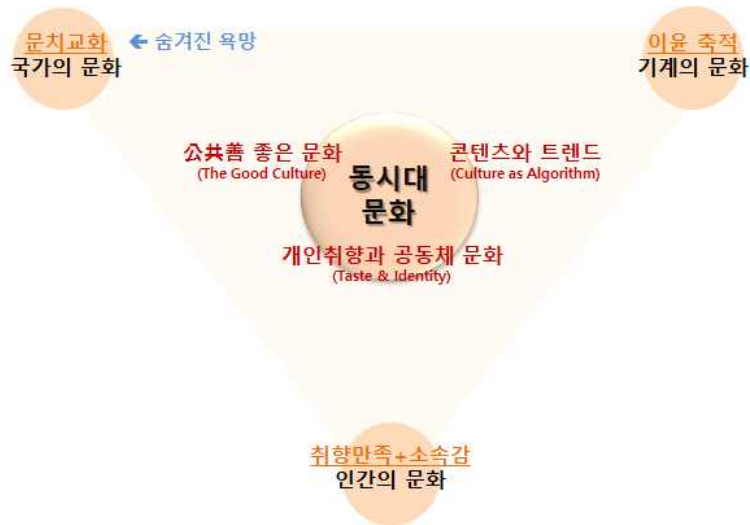 문치교화
국가의 문화
← 숨겨진 욕망
이윤 축적
기계의 문화
公共善 좋은 문화
(The Good Culture)
콘텐츠와 트렌드
(Culture as Algorithm)
동시대
문화
개인취향과 공동체 문화
(Taste & Identity)
취향만족+소속감
인간의 문화